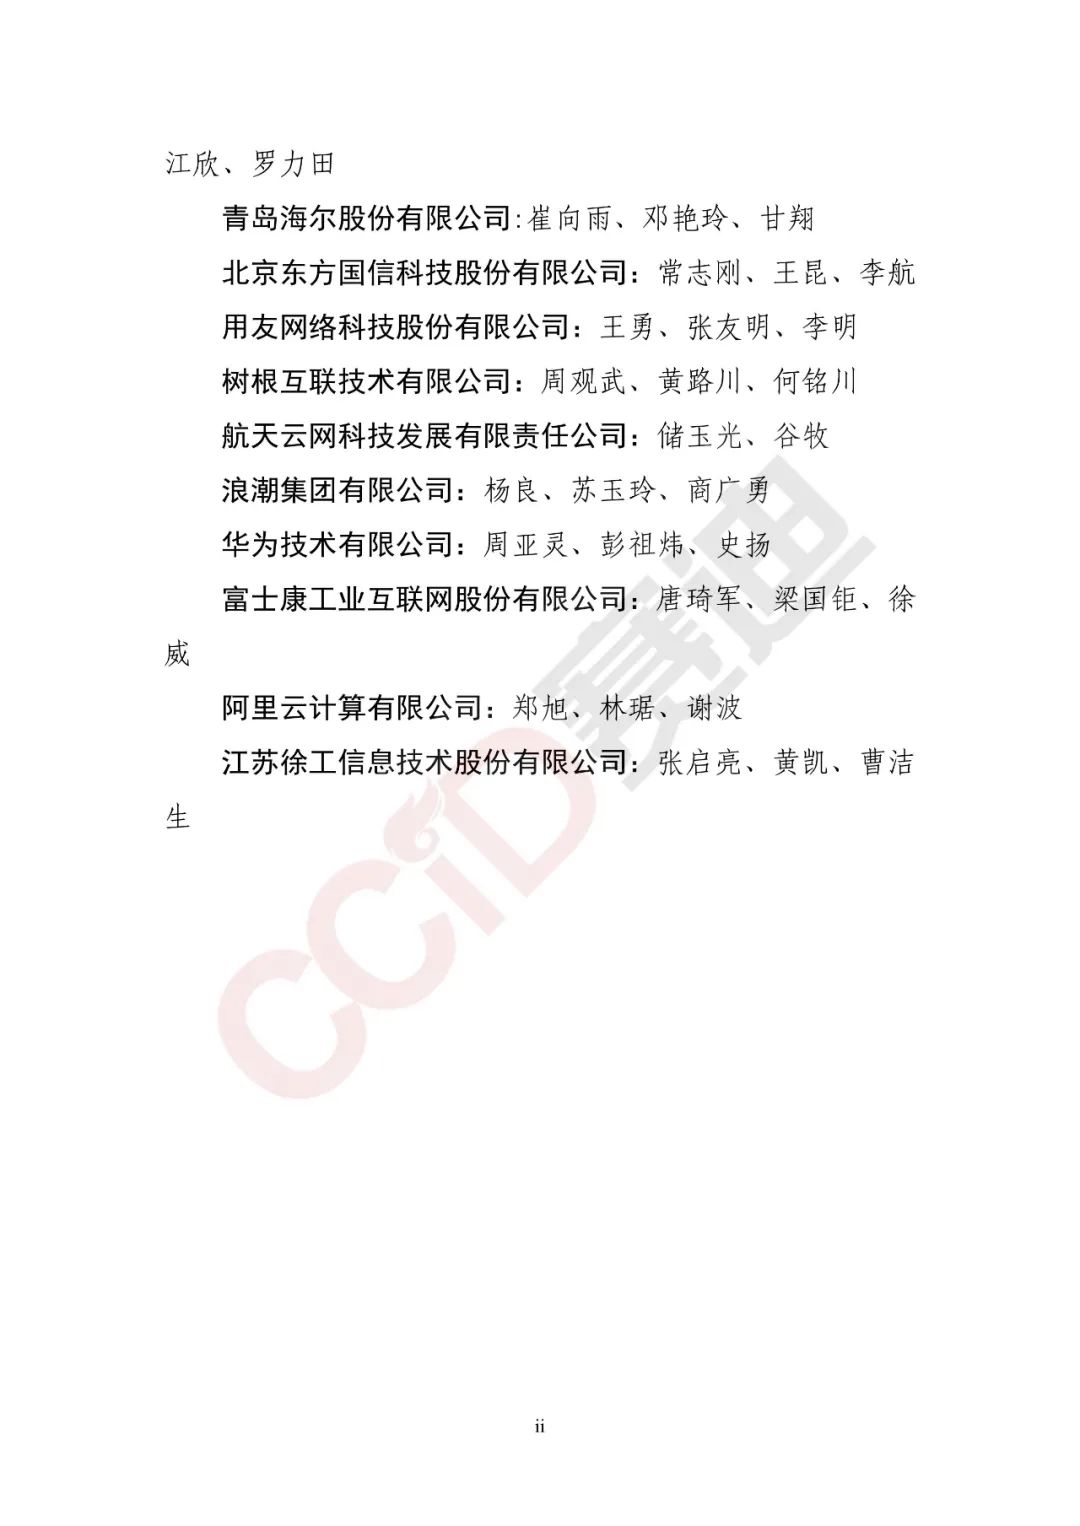 江欣、罗力田
青岛海尔股份有限公司:崔向雨、邓艳玲、甘翔
北京东方国信科技股份有限公司：常志刚、王昆、李航
用友网络科技股份有限公司：王勇、张友明、李明
树根互联技术有限公司：周观武、黄路川、何铭川
航天云网科技发展有限责任公司：储玉光、谷牧
浪潮集团有限公司：杨良、苏玉玲、商广勇
华为技术有限公司：周亚灵、彭祖炜、史扬
富士康工业互联网股份有限公司：唐琦军、梁国钜、徐
威
阿里云计算有限公司：郑旭、林琚、谢波
江苏徐工信息技术股份有限公司：张启亮、黄凯、曹洁
生
CCiD赛迪
ii